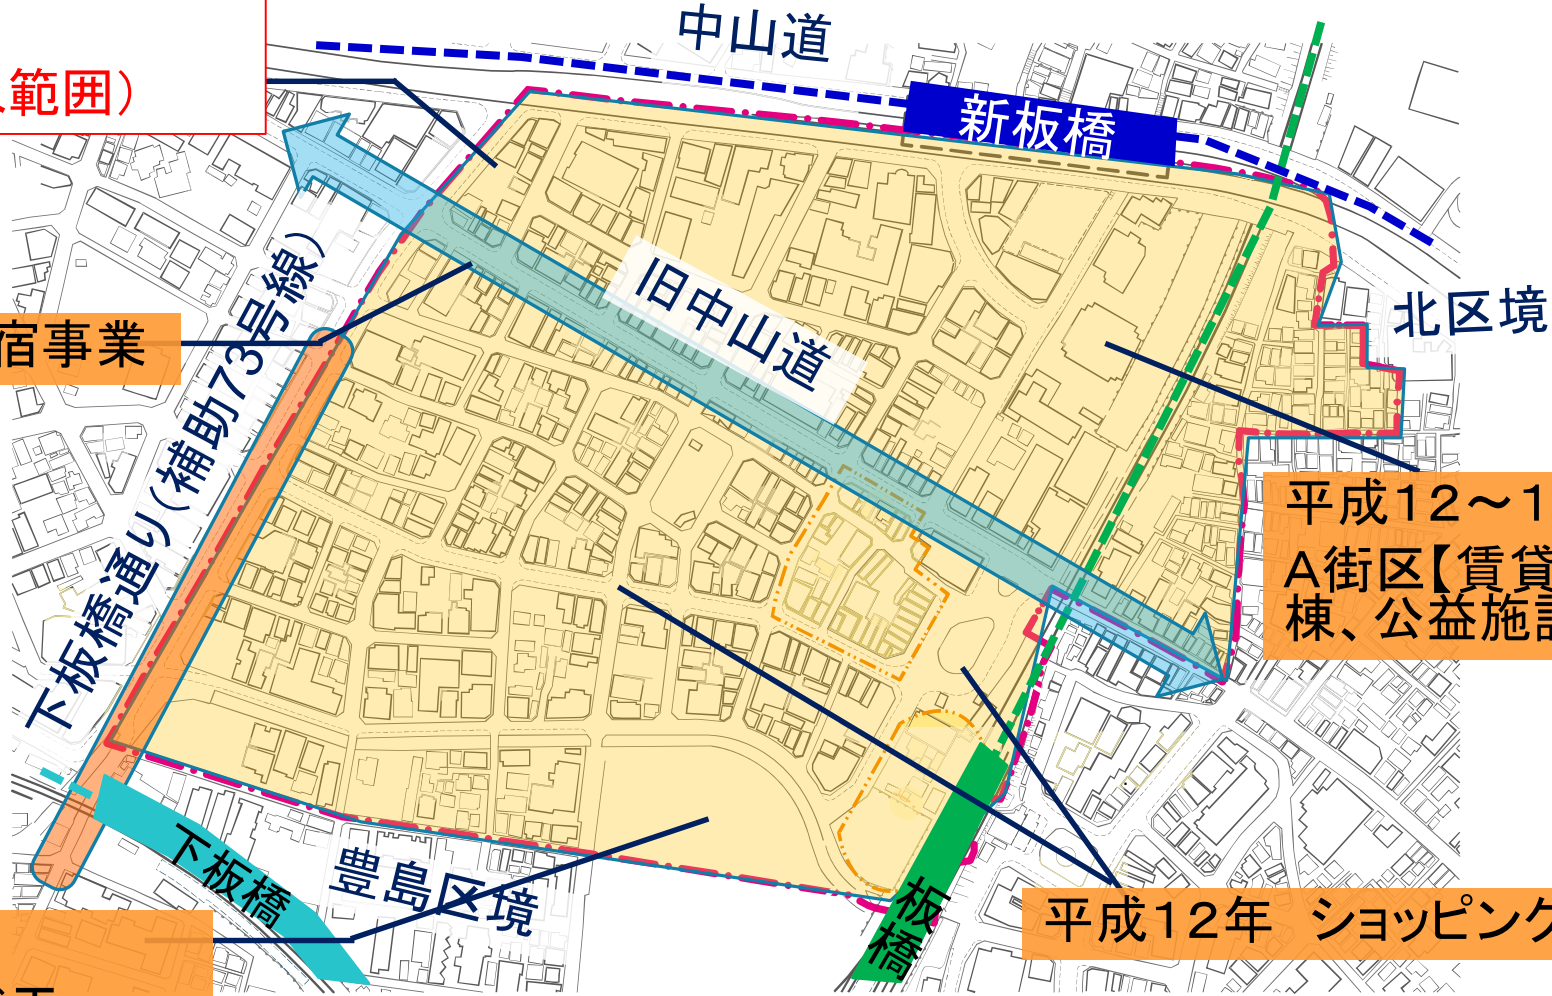 中山道
範囲）
新板橋
旧中山道
北区境
宿事業
下板橋通り（補助73号線）
平成12～1
A街区【賃貸
棟、公益施設
下板橋
豊島区境
板橋
平成12年　ショッピング